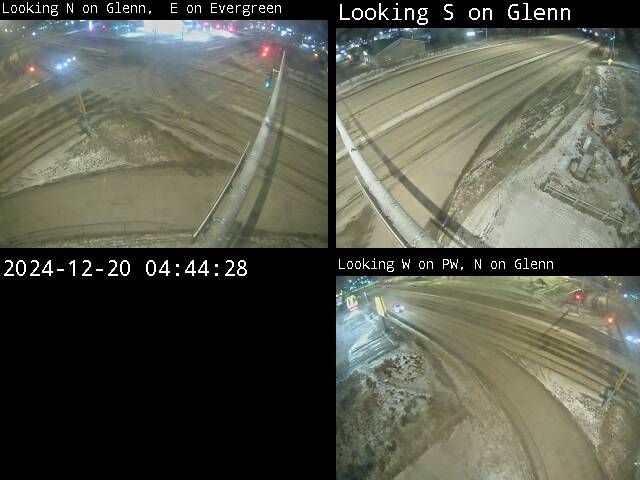 Looking N on Glenn,  E on Evergreen
Looking S on Glenn
2024-12-20 04:44:28
Looking W on PW, N on Glenn